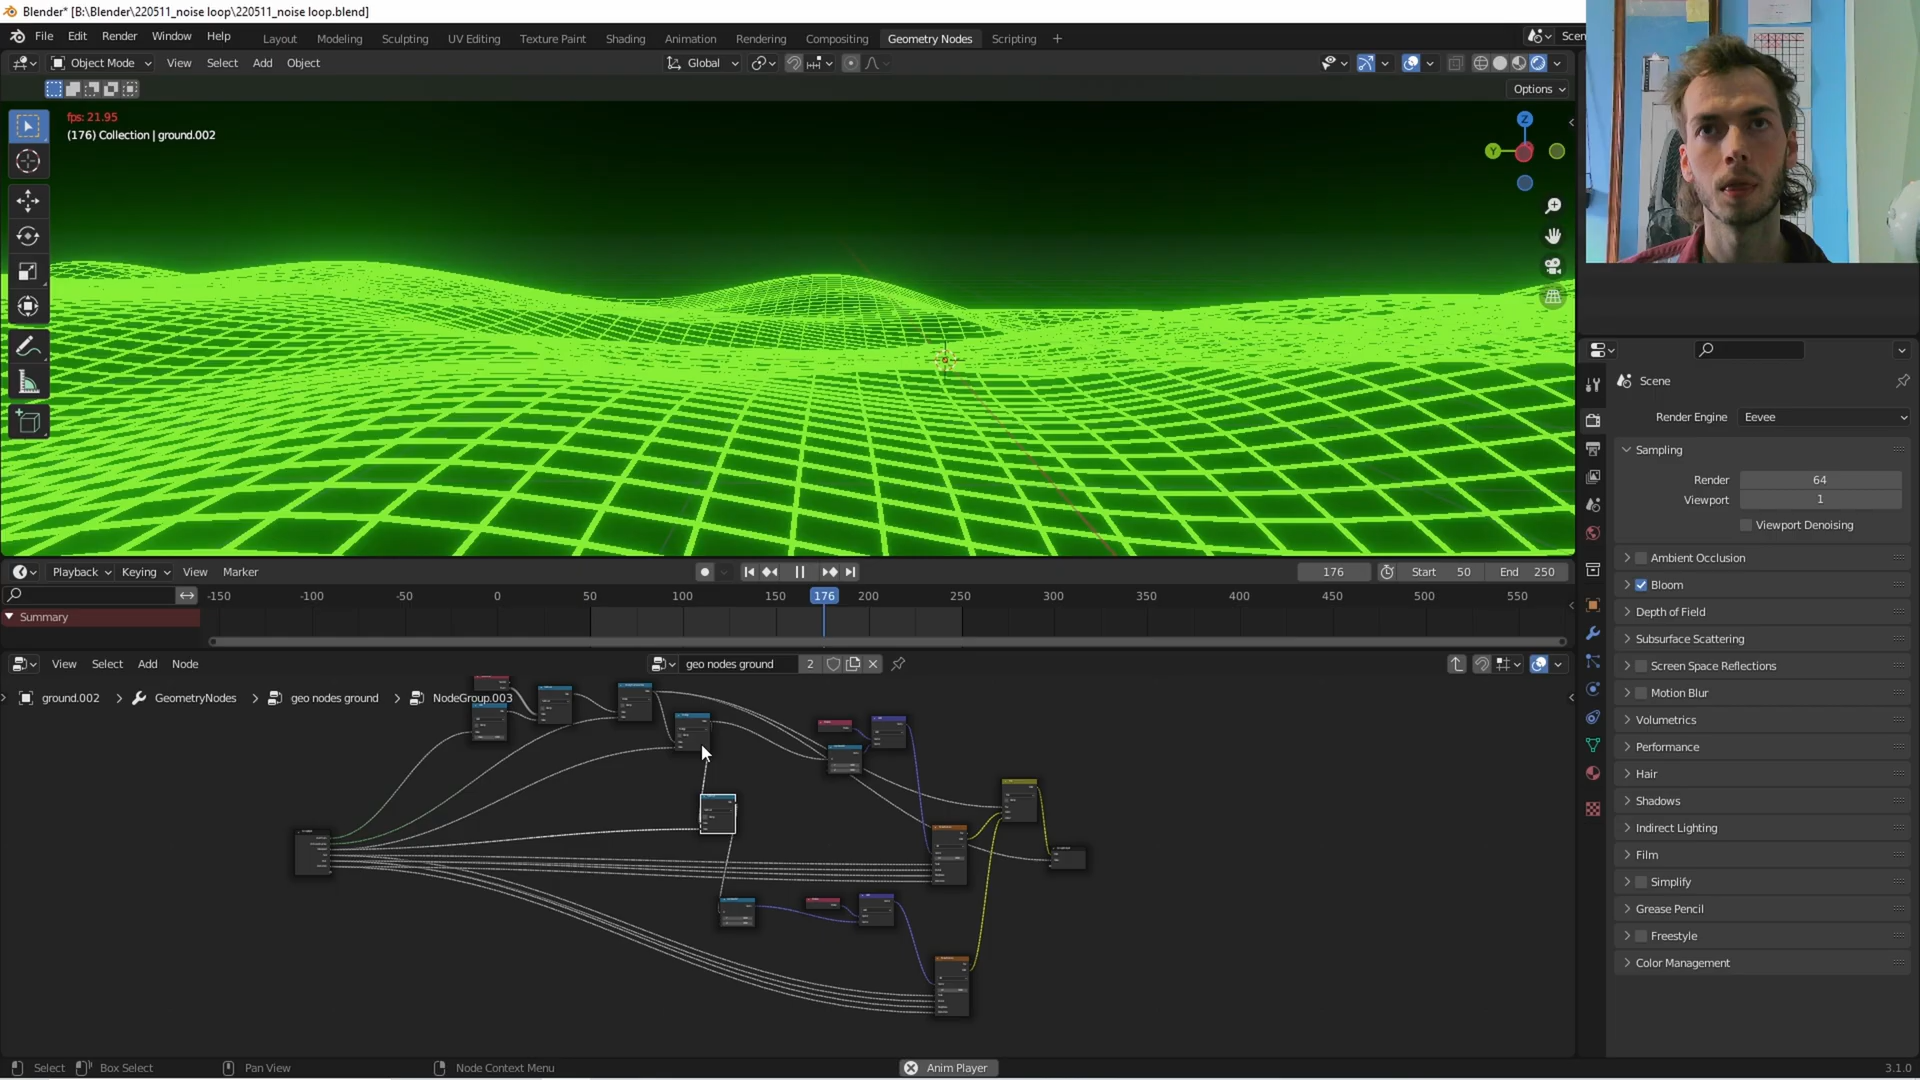 Blender* [B:\Blender\220511_noise loop\220511_noise loop.blend]
File Edit Render Window Help Layout Modeling Sculpting UV Editing Texture Paint Shading Animation Rendering Compositing Geometry Nodes Scripting + Scen
Object Mode View Select Add Object Global
Options
fps: 21.95
(176) Collection | ground.002
Z
Y
Scene
Render Engine Eevee
Sampling
Render 64
Viewport 1
Viewport Denoising
Ambient Occlusion
Bloom
Depth of Field
Subsurface Scattering
Screen Space Reflections
Motion Blur
Volumetrics
Performance
Hair
Shadows
Indirect Lighting
Film
Simplify
Grease Pencil
Freestyle
Color Management
Playback Keying View Marker 176 Start 50 End 250
-150 -100 -50 0 50 100 150 176 200 250 300 350 400 450 500 550
Summary
View Select Add Node geo nodes ground 2
ground.002 > GeometryNodes > geo nodes ground > NodeGroup.003
Select Box Select Pan View Node Context Menu Anim Player 3.1.0